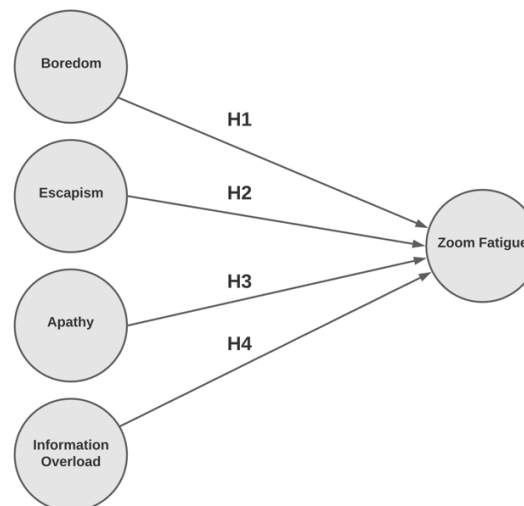 Boredom
H1
Escapism
H2
Zoom Fatigue
Apathy
H3
H4
Information
Overload